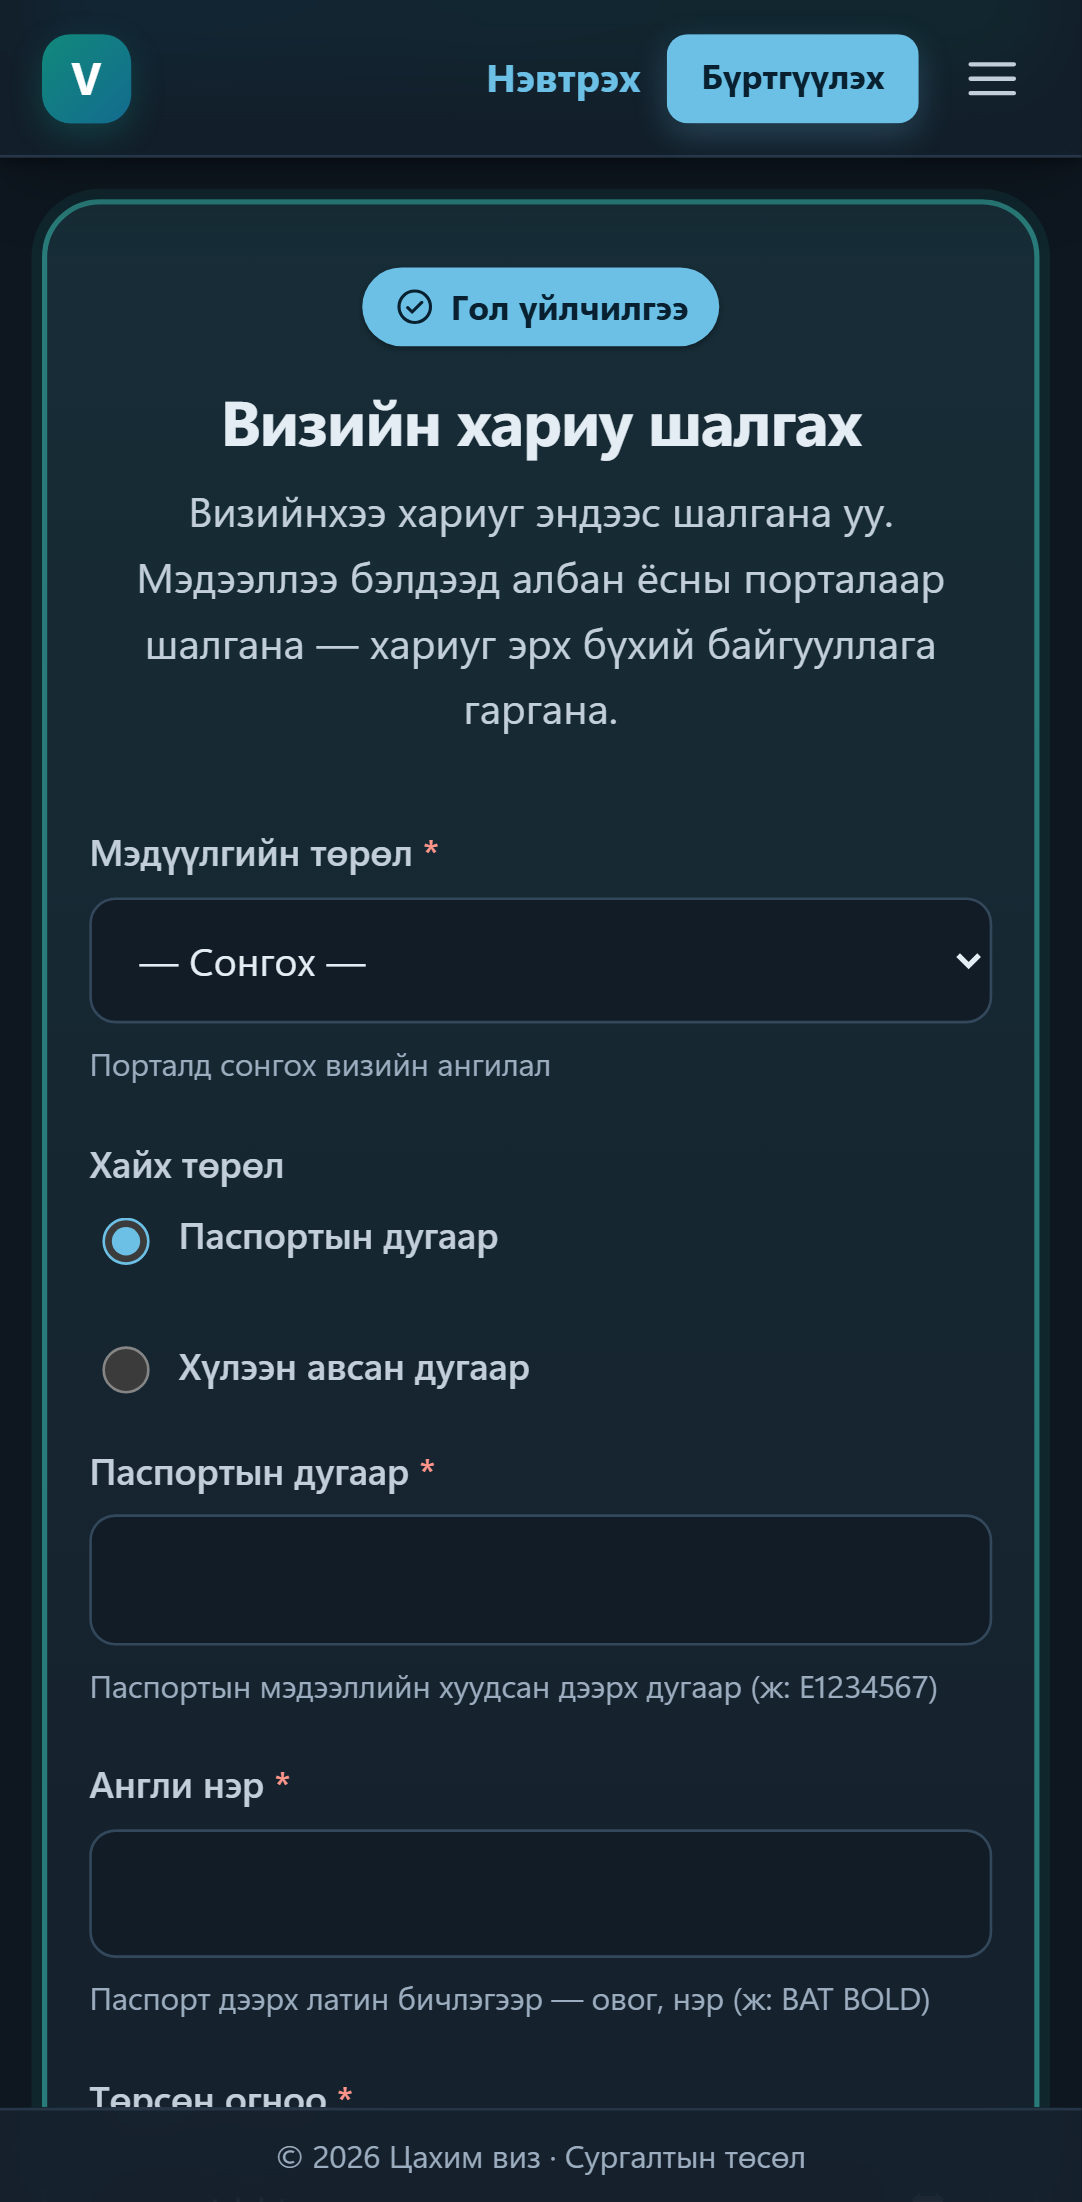 V
Нэвтрэх
Бүртгүүлэх
Гол үйлчилгээ
Визийн хариу шалгах
Визийнхээ хариуг эндээс шалгана уу.
Мэдээллээ бэлдээд албан ёсны порталаар
шалгана — хариуг эрх бүхий байгууллага
гаргана.
Мэдүүлгийн төрөл *
— Сонгох —
Порталд сонгох визийн ангилал
Хайх төрөл
Паспортын дугаар
Хүлээн авсан дугаар
Паспортын дугаар *
Паспортын мэдээллийн хуудсан дээрх дугаар (ж: E1234567)
Англи нэр *
Паспорт дээрх латин бичлэгээр — овог, нэр (ж: BAT BOLD)
Төрсөн огноо *
© 2026 Цахим виз · Сургалтын төсөл